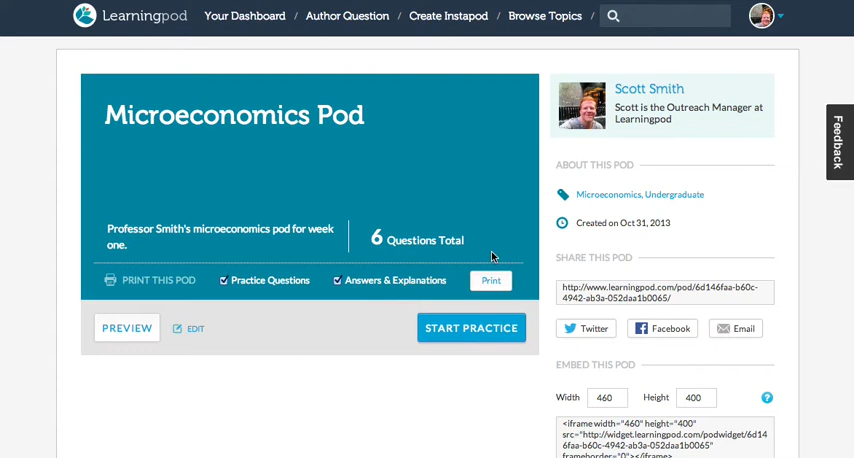 Learningpod
Your Dashboard / Author Question / Create Instapod / Browse Topics /
Microeconomics Pod
Professor Smith's microeconomics pod for week
one.
6 Questions Total
PRINT THIS POD
Practice Questions
Answers & Explanations
Print
PREVIEW
EDIT
START PRACTICE
Scott Smith
Scott is the Outreach Manager at
Learningpod
ABOUT THIS POD
Microeconomics, Undergraduate
Created on Oct 31, 2013
SHARE THIS POD
http://www.learningpod.com/pod/6d146faa-b60c-
4942-ab3a-052daa1b0065/
Twitter
Facebook
Email
EMBED THIS POD
Width 460 Height 400 ?
<iframe width="460" height="400"
src="http://widget.learningpod.com/podwidget/6d14
6faa-b60c-4942-ab3a-052daa1b0065"
frameborder="0"></iframe>
Feedback